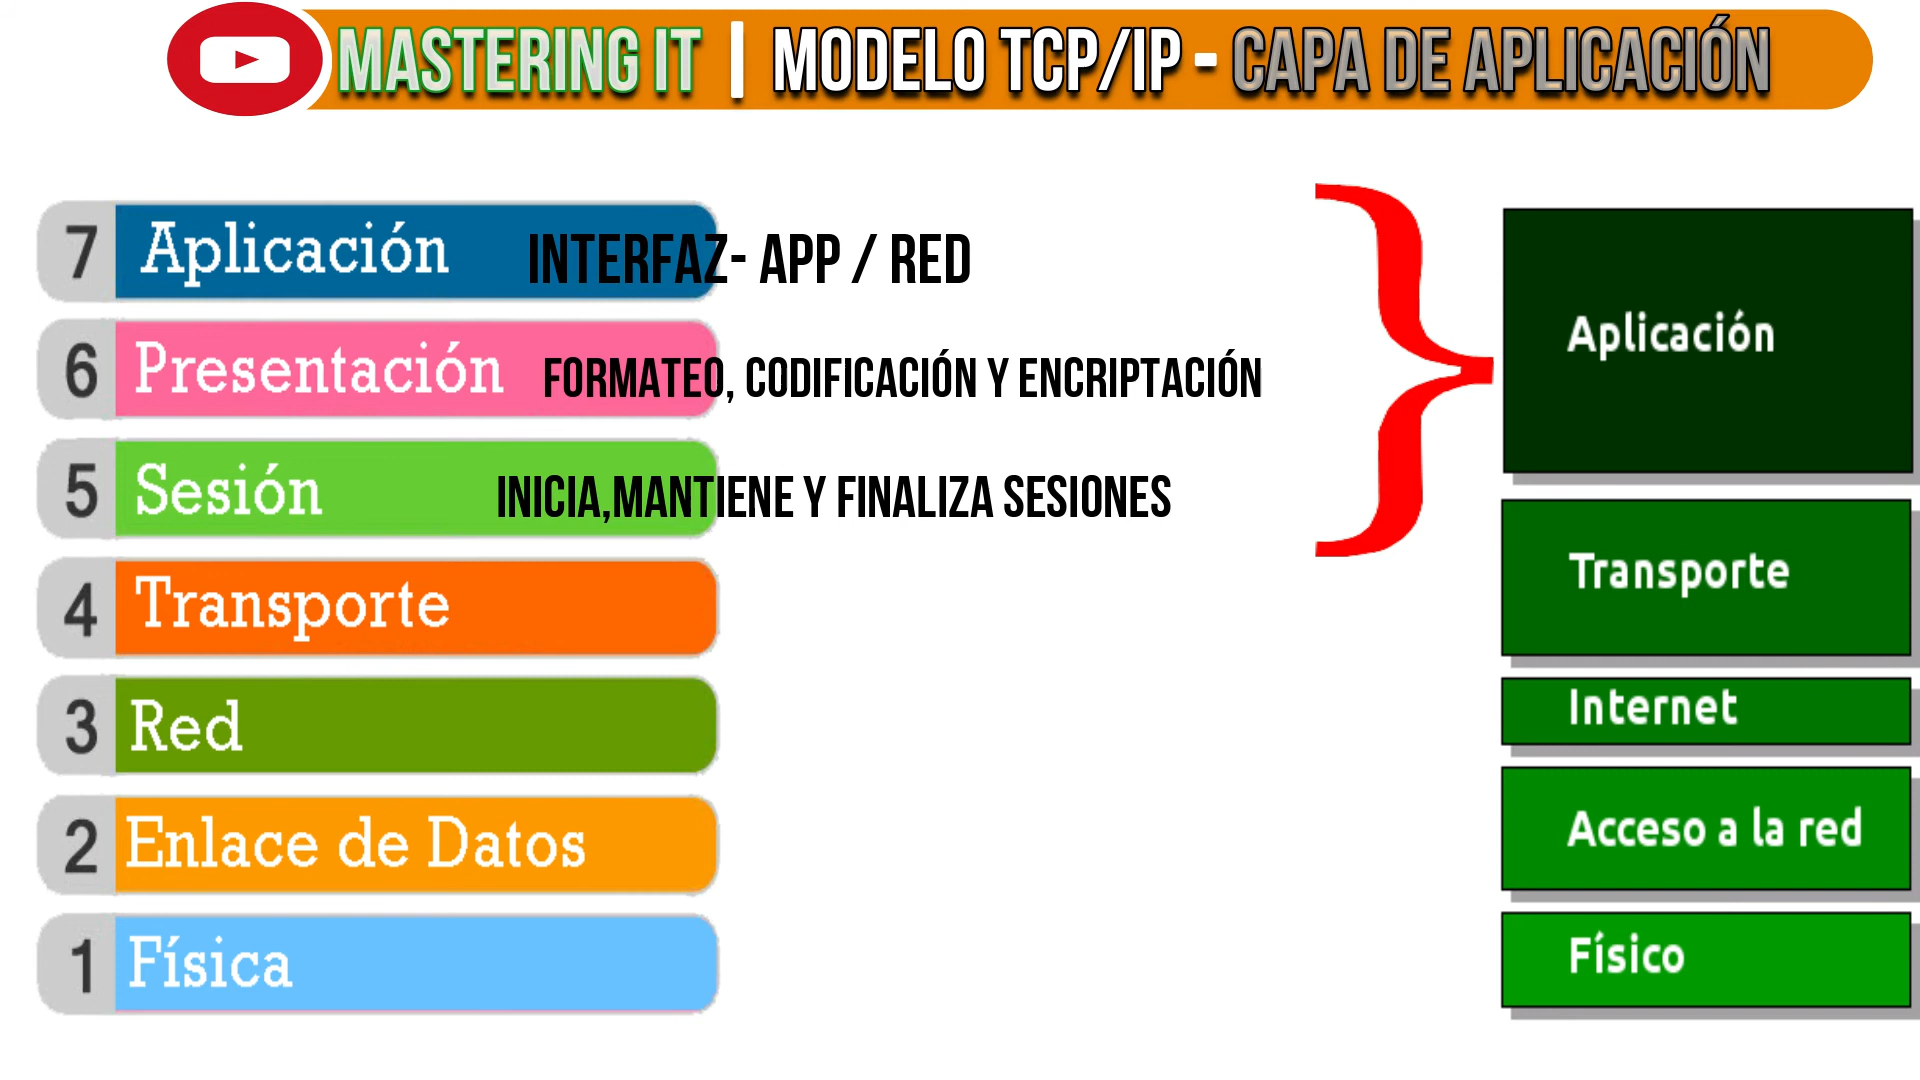 MASTERING IT | MODELO TCP/IP - CAPA DE APLICACIÓN
7 Aplicación INTERFAZ- APP / RED
6 Presentación FORMATEO, CODIFICACIÓN Y ENCRIPTACIÓN
5 Sesión INICIA,MANTIENE Y FINALIZA SESIONES
4 Transporte
3 Red
2 Enlace de Datos
1 Física
}
Aplicación
Transporte
Internet
Acceso a la red
Físico